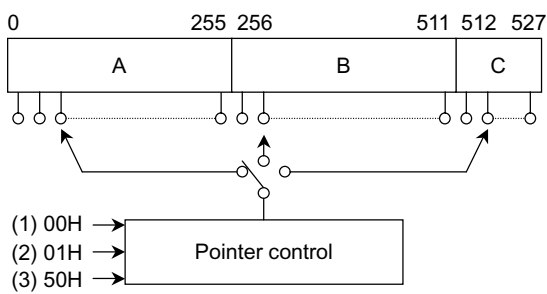 0 255 256 511 512 527
A B C
(1) 00H
(2) 01H
(3) 50H
Pointer control